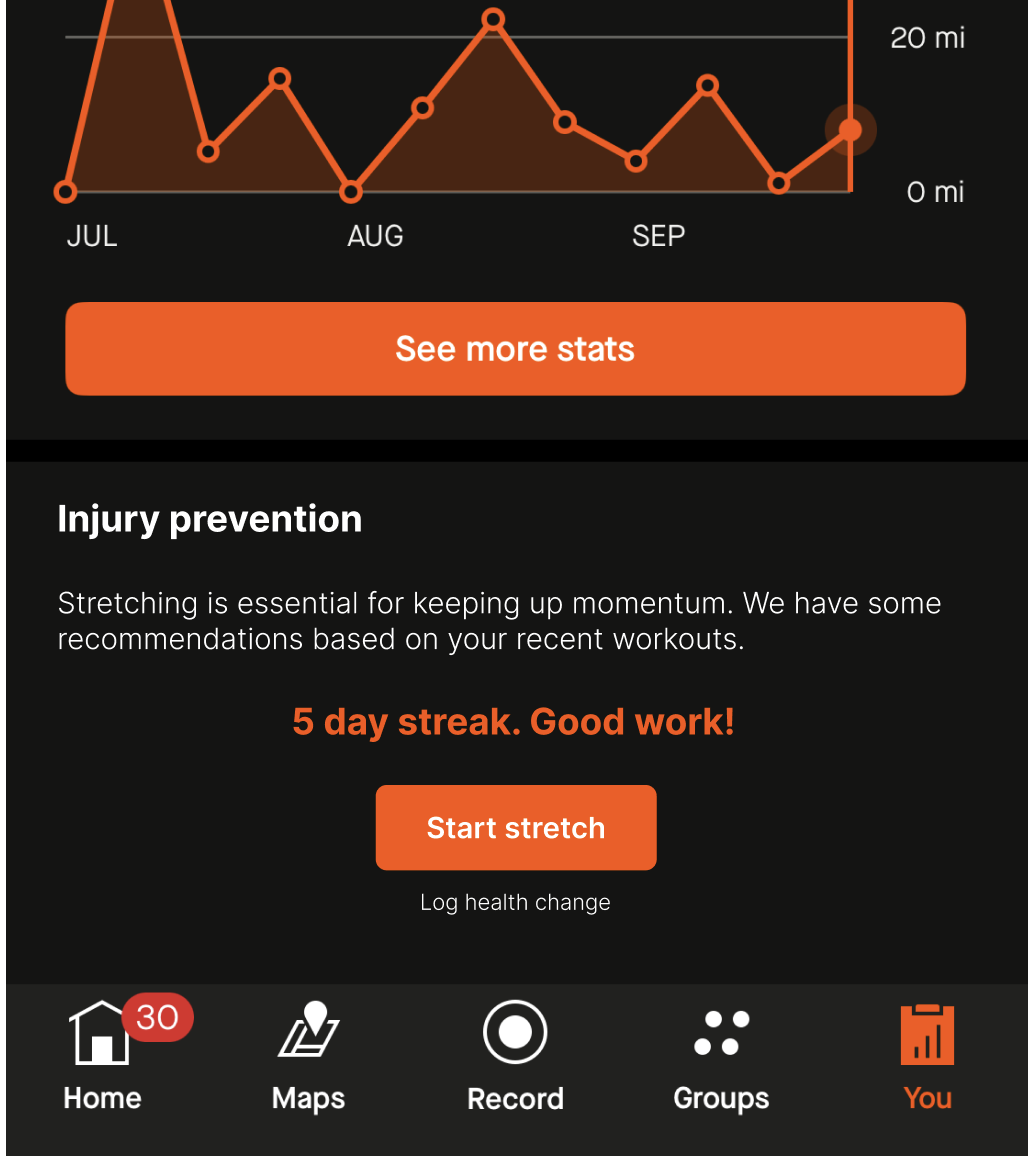 20 mi
0 mi
JUL AUG SEP
See more stats
Injury prevention
Stretching is essential for keeping up momentum. We have some
recommendations based on your recent workouts.
5 day streak. Good work!
Start stretch
Log health change
30
Home Maps Record Groups You